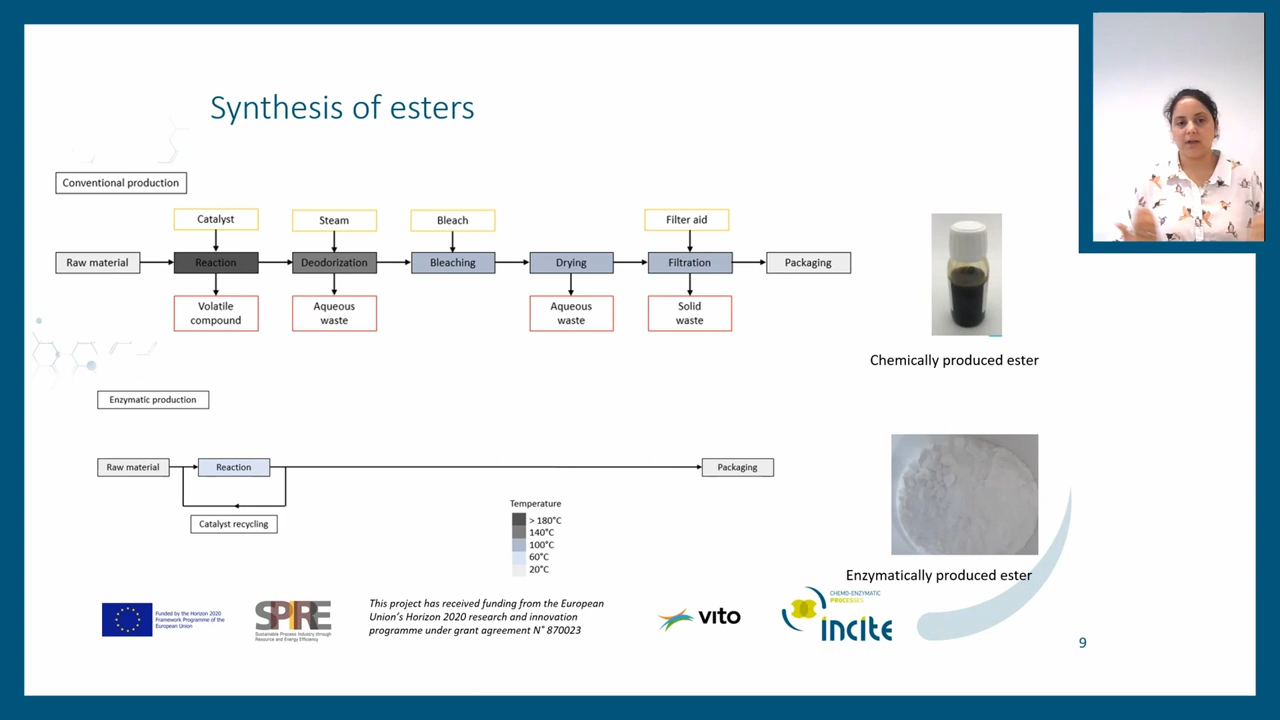 Synthesis of esters
Conventional production
Catalyst
Steam
Bleach
Filter aid
Raw material
Reaction
Deodorization
Bleaching
Drying
Filtration
Packaging
Volatile
compound
Aqueous
waste
Aqueous
waste
Solid
waste
Chemically produced ester
Enzymatic production
Raw material
Reaction
Packaging
Catalyst recycling
Temperature
> 180°C
140°C
100°C
60°C
20°C
Enzymatically produced ester
Funded by the Horizon 2020
Framework Programme of the
European Union
SPIRE
Sustainable Process Industry through
Resource and Energy Efficiency
This project has received funding from the European
Union's Horizon 2020 research and innovation
programme under grant agreement N° 870023
vito
CHEMO-ENZYMATIC
PROCESSES
incite
9